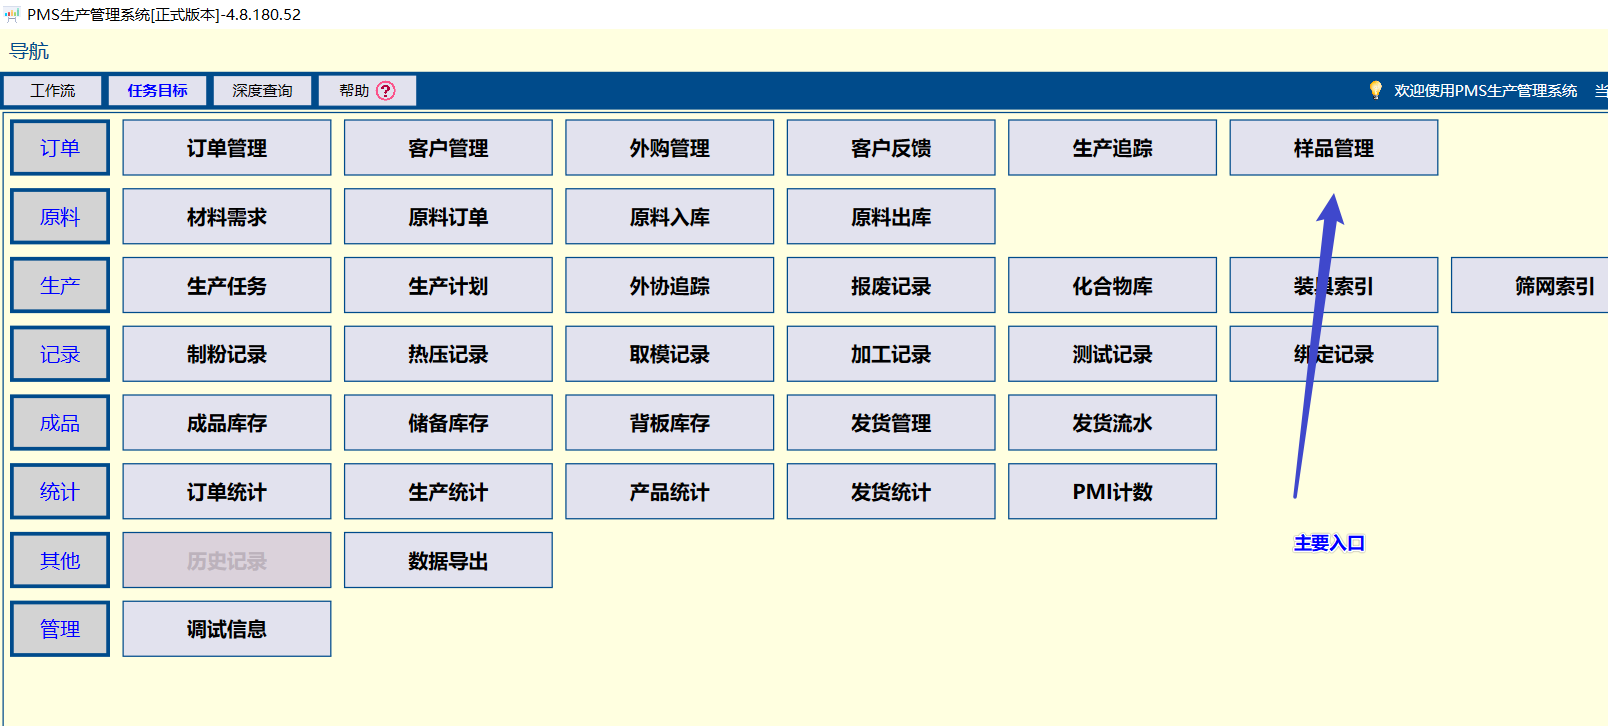 PMS生产管理系统[正式版本]-4.8.180.52
导航
工作流 任务目标 深度查询 帮助 ? 欢迎使用PMS生产管理系统 当
订单 订单管理 客户管理 外购管理 客户反馈 生产追踪 样品管理
原料 材料需求 原料订单 原料入库 原料出库
生产 生产任务 生产计划 外协追踪 报废记录 化合物库 装具索引 筛网索引
记录 制粉记录 热压记录 取模记录 加工记录 测试记录 绑定记录
成品 成品库存 储备库存 背板库存 发货管理 发货流水
统计 订单统计 生产统计 产品统计 发货统计 PMI计数
主要入口
其他 历史记录 数据导出
管理 调试信息